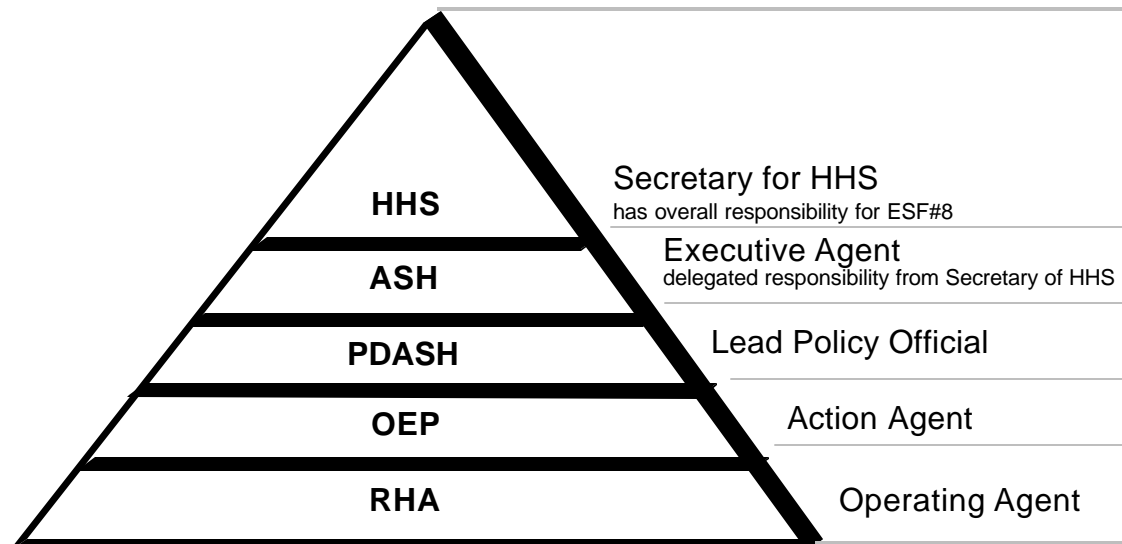 HHS
Secretary for HHS
has overall responsibility for ESF#8
ASH
Executive Agent
delegated responsibility from Secretary of HHS
PDASH
Lead Policy Official
OEP
Action Agent
RHA
Operating Agent